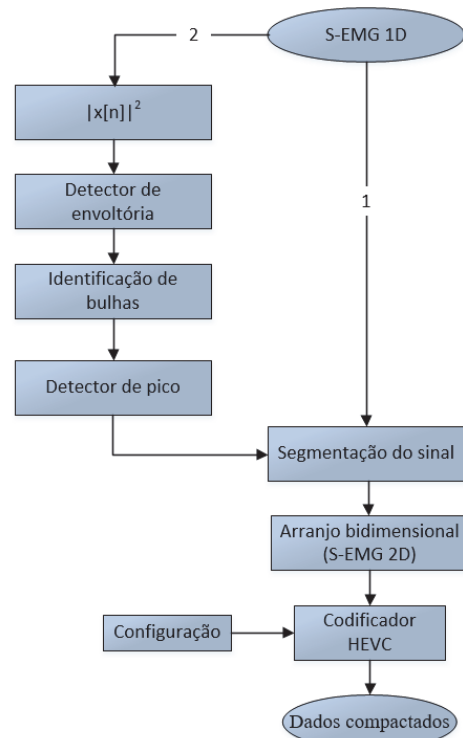 2
S-EMG 1D
|x[n]||²
Detector de
envoltória
1
Identificação de
bulhas
Detector de pico
Segmentação do sinal
Arranjo bidimensional
(S-EMG 2D)
Configuração
Codificador
HEVC
Dados compactados